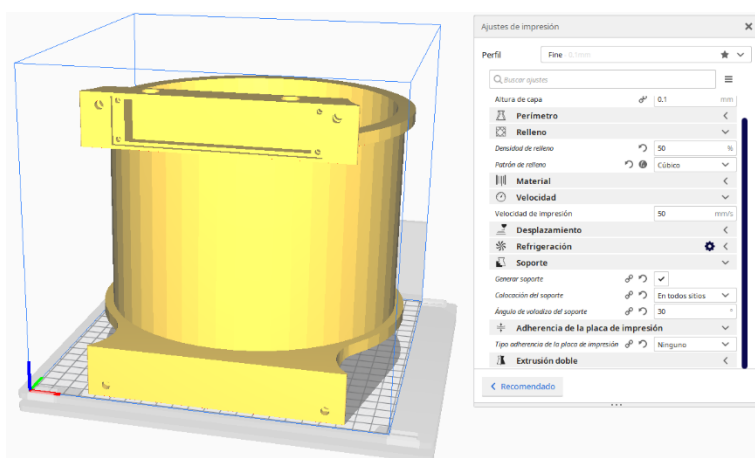 Ajustes de impresión
Perfil Fine - 0.1mm
Buscar ajustes
Altura de capa 0.1 mm
Perímetro
Relleno
Densidad de relleno 50 %
Patrón de relleno Cúbico
Material
Velocidad
Velocidad de impresión 50 mm/s
Desplazamiento
Refrigeración
Soporte
Generar soporte
Colocación del soporte En todos sitios
Ángulo de voladizo del soporte 30 °
Adherencia de la placa de impresión
Tipo adherencia de la placa de impresión Ninguno
Extrusión doble
Recomendado